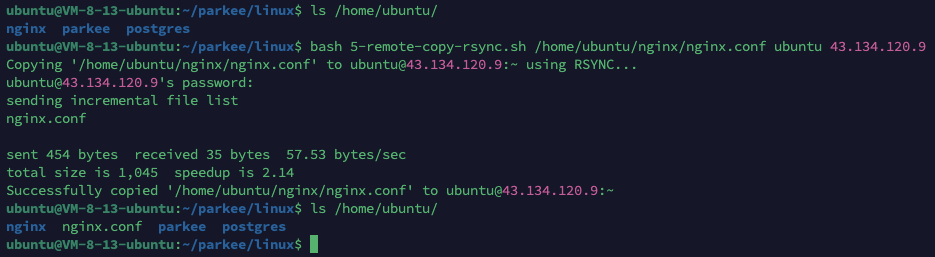 ubuntu@VM-8-13-ubuntu:~/parkee/linux$ ls /home/ubuntu/
nginx  parkee  postgres
ubuntu@VM-8-13-ubuntu:~/parkee/linux$ bash 5-remote-copy-rsync.sh /home/ubuntu/nginx/nginx.conf ubuntu 43.134.120.9
Copying '/home/ubuntu/nginx/nginx.conf' to ubuntu@43.134.120.9:~ using RSYNC...
ubuntu@43.134.120.9's password:
sending incremental file list
nginx.conf

sent 454 bytes  received 35 bytes  57.53 bytes/sec
total size is 1,045  speedup is 2.14
Successfully copied '/home/ubuntu/nginx/nginx.conf' to ubuntu@43.134.120.9:~
ubuntu@VM-8-13-ubuntu:~/parkee/linux$ ls /home/ubuntu/
nginx  nginx.conf  parkee  postgres
ubuntu@VM-8-13-ubuntu:~/parkee/linux$